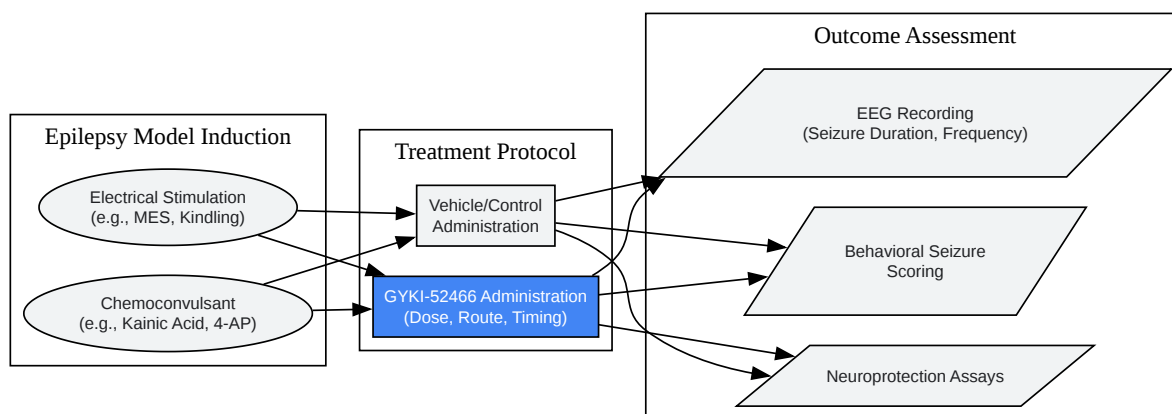 Epilepsy Model Induction
Electrical Stimulation
(e.g., MES, Kindling)
Chemoconvulsant
(e.g., Kainic Acid, 4-AP)
Treatment Protocol
Vehicle/Control
Administration
GYKI-52466 Administration
(Dose, Route, Timing)
Outcome Assessment
EEG Recording
(Seizure Duration, Frequency)
Behavioral Seizure
Scoring
Neuroprotection Assays